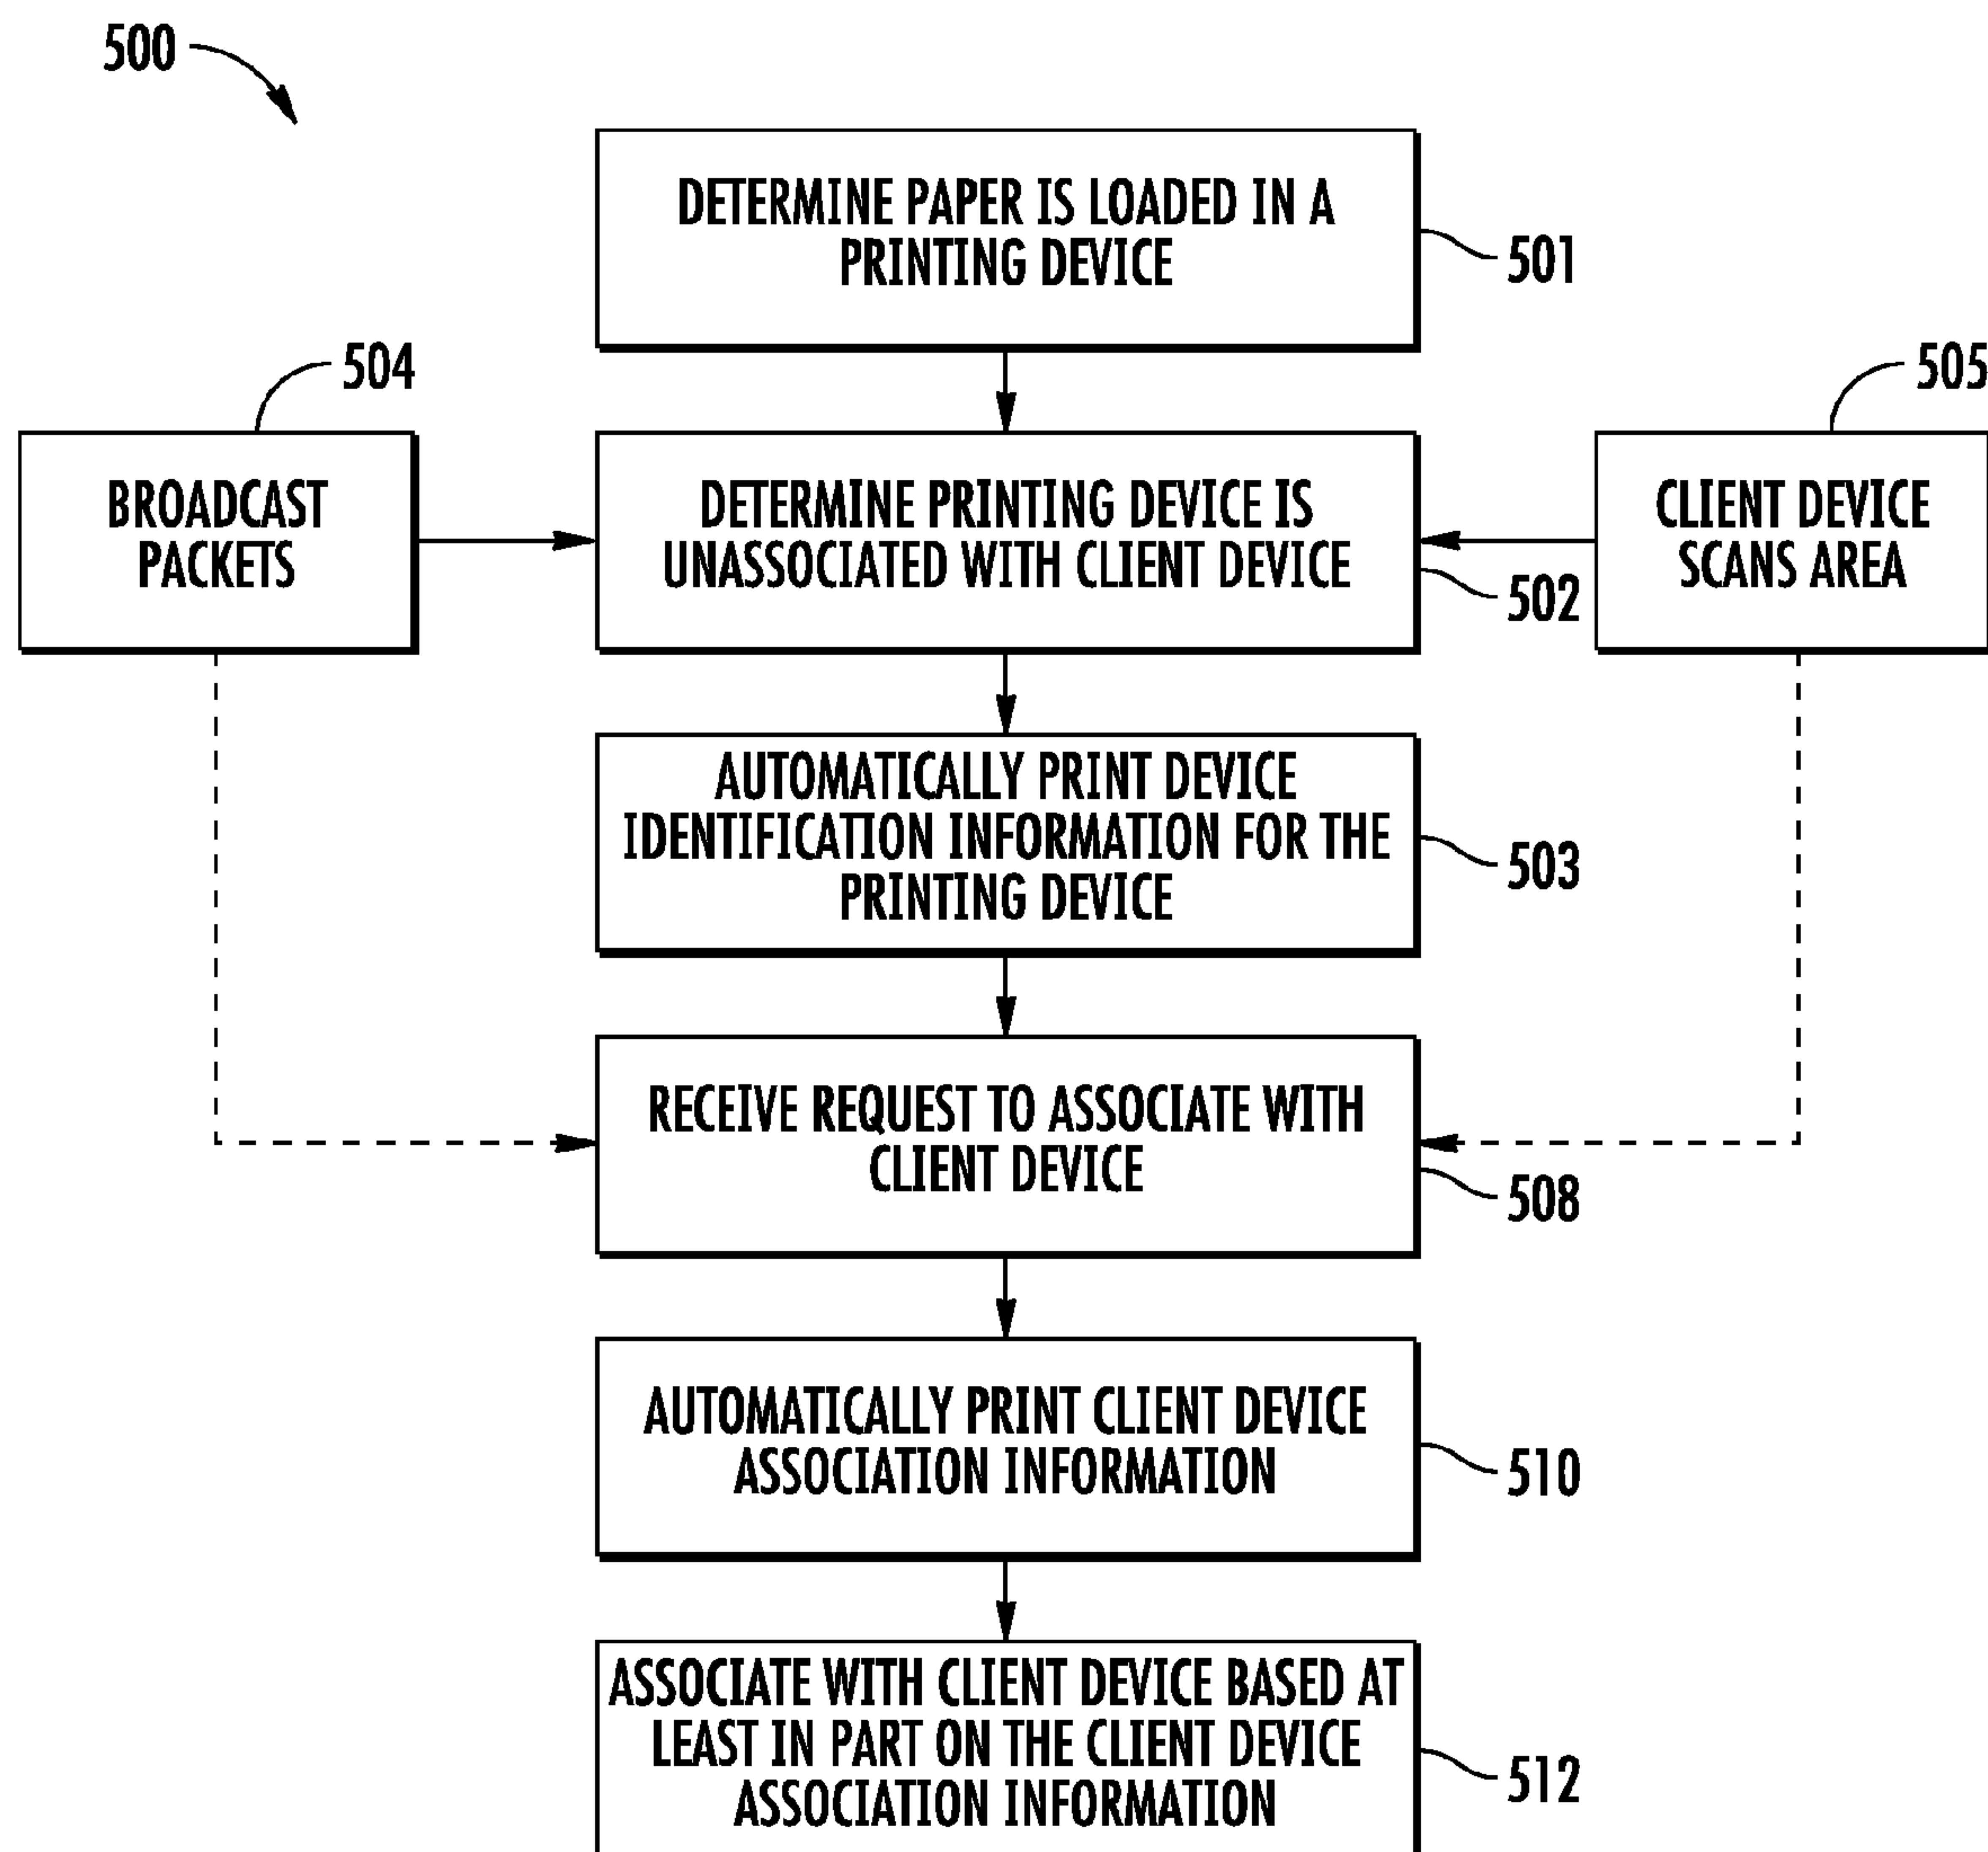 500
DETERMINE PAPER IS LOADED IN A
PRINTING DEVICE
501
504
505
BROADCAST
PACKETS
DETERMINE PRINTING DEVICE IS
UNASSOCIATED WITH CLIENT DEVICE
502
CLIENT DEVICE
SCANS AREA
AUTOMATICALLY PRINT DEVICE
IDENTIFICATION INFORMATION FOR THE
PRINTING DEVICE
503
RECEIVE REQUEST TO ASSOCIATE WITH
CLIENT DEVICE
508
AUTOMATICALLY PRINT CLIENT DEVICE
ASSOCIATION INFORMATION
510
ASSOCIATE WITH CLIENT DEVICE BASED AT
LEAST IN PART ON THE CLIENT DEVICE
ASSOCIATION INFORMATION
512